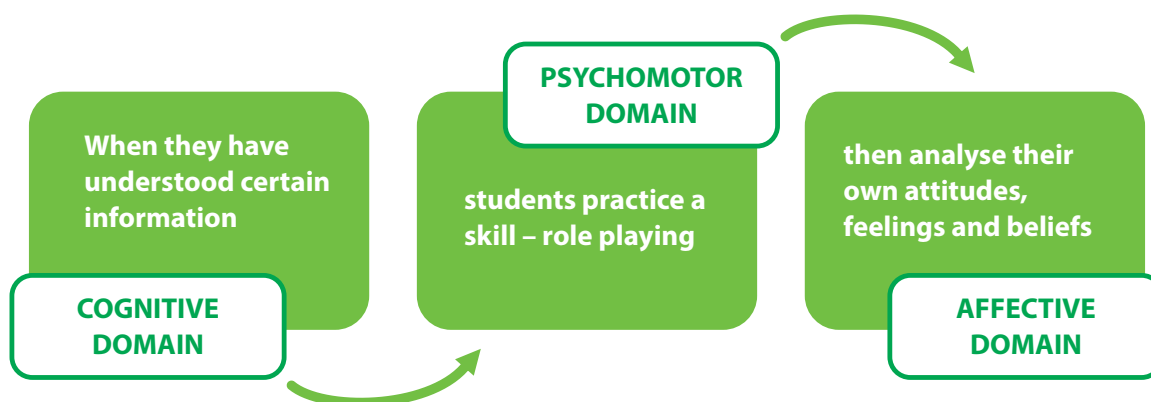 When they have
understood certain
information
COGNITIVE
DOMAIN
PSYCHOMOTOR
DOMAIN
students practice a
skill – role playing
then analyse their
own attitudes,
feelings and beliefs
AFFECTIVE
DOMAIN